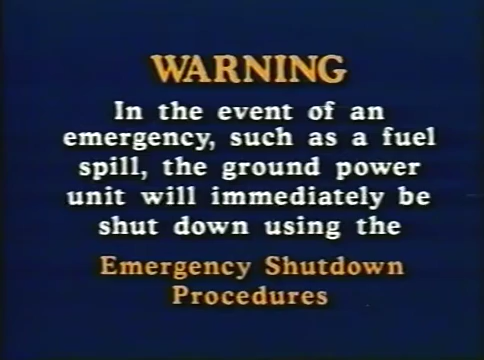 WARNING
In the event of an
emergency, such as a fuel
spill, the ground power
unit will immediately be
shut down using the
Emergency Shutdown
Procedures